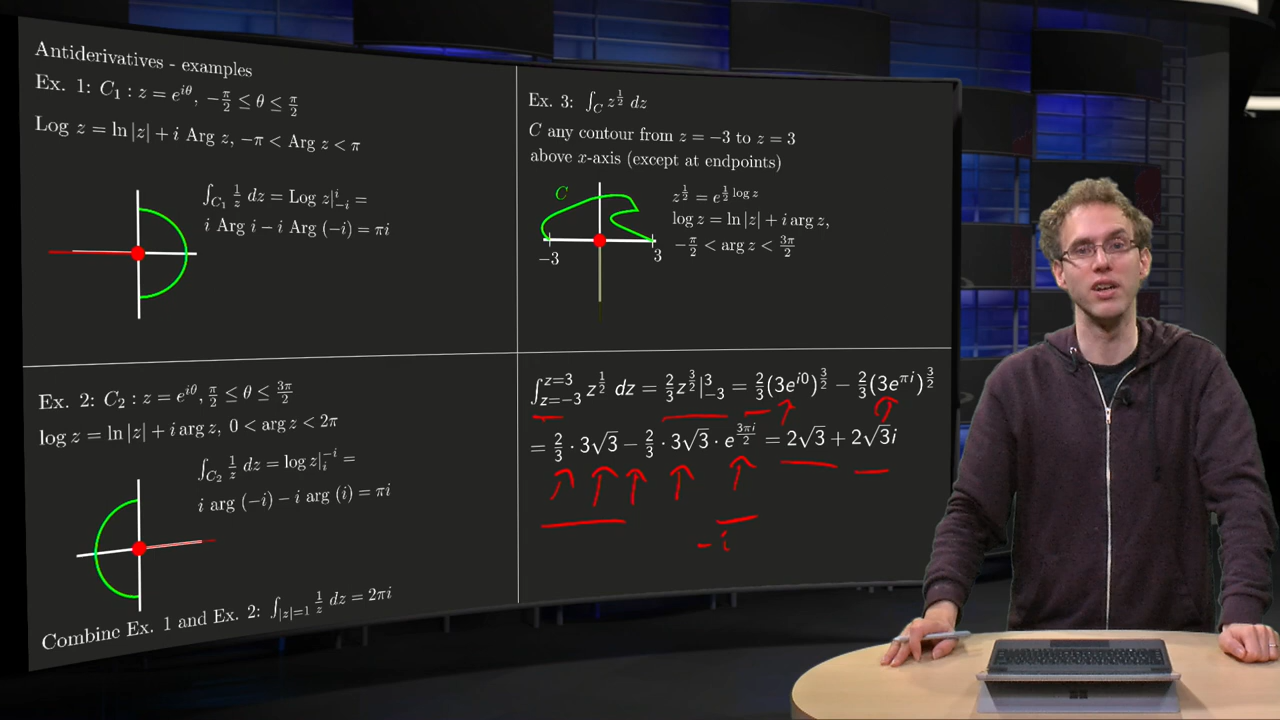 Antiderivatives - examples
Ex. 1: C₁ : z = e^{iθ}, −π/2 ≤ θ ≤ π/2
Log z = ln |z| + i Arg z, −π < Arg z < π
∫_{C₁} 1/z dz = Log z|_{−i}^{i} =
i Arg i − i Arg (−i) = πi
Ex. 2: C₂ : z = e^{iθ}, π/2 ≤ θ ≤ 3π/2
log z = ln |z| + i arg z, 0 < arg z < 2π
∫_{C₂} 1/z dz = log z|_{i}^{−i} =
i arg (−i) − i arg (i) = πi
Combine Ex. 1 and Ex. 2: ∫_{|z|=1} 1/z dz = 2πi
Ex. 3: ∫_C z^{1/2} dz
C any contour from z = −3 to z = 3
above x-axis (except at endpoints)
C
−3
3
z^{1/2} = e^{1/2 log z}
log z = ln |z| + i arg z,
−π/2 < arg z < 3π/2
∫_{z=−3}^{z=3} z^{1/2} dz = 2/3 z^{3/2}|_{−3}^{3} = 2/3 (3e^{i0})^{3/2} − 2/3 (3e^{πi})^{3/2}
= 2/3 · 3√3 − 2/3 · 3√3 · e^{3πi/2} = 2√3 + 2√3i
−i